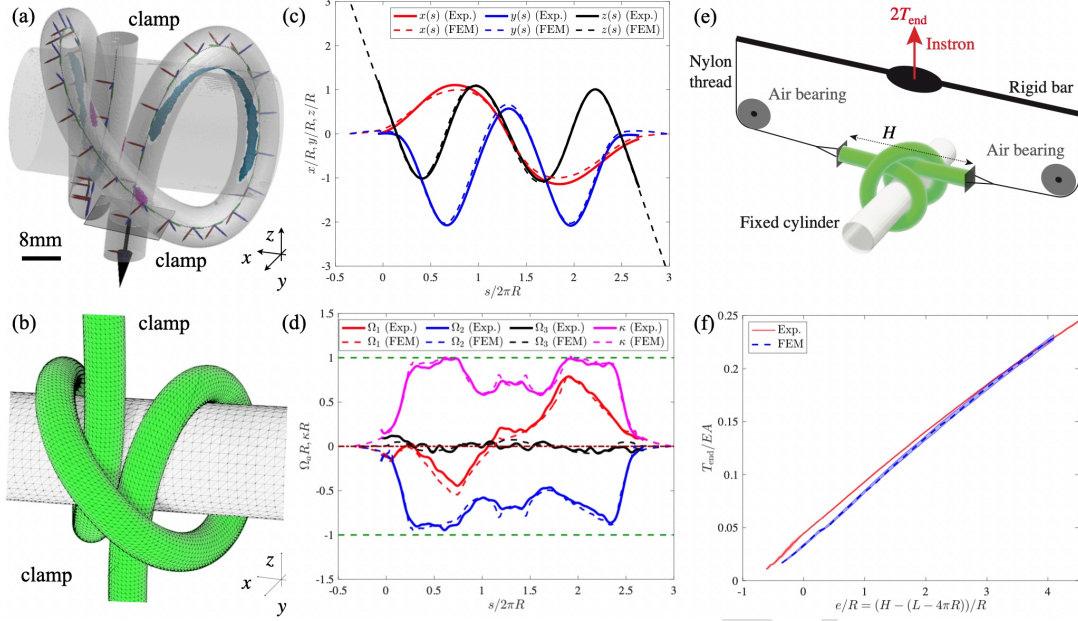 (a)
clamp
8mm
clamp
z
x
y
(b)
clamp
clamp
z
x
y
(c)
x(s) (Exp.) y(s) (Exp.) z(s) (Exp.)
x(s) (FEM) y(s) (FEM) z(s) (FEM)
x/R, y/R, z/R
3
2
1
0
-1
-2
-3
-0.5 0 0.5 1 1.5 2 2.5 3
s/2πR
(d)
Ω₁ (Exp.) Ω₂ (Exp.) Ω₃ (Exp.) κ (Exp.)
Ω₁ (FEM) Ω₂ (FEM) Ω₃ (FEM) κ (FEM)
ΩₐR, κR
1.5
1
0.5
0
-0.5
-1
-1.5
-0.5 0 0.5 1 1.5 2 2.5 3
s/2πR
(e)
2T_end
Instron
Nylon
thread
Rigid bar
Air bearing
H
Air bearing
Fixed cylinder
(f)
Exp.
FEM
T_end/EA
0.25
0.2
0.15
0.1
0.05
0
-1 0 1 2 3 4
e/R = (H − (L − 4πR))/R